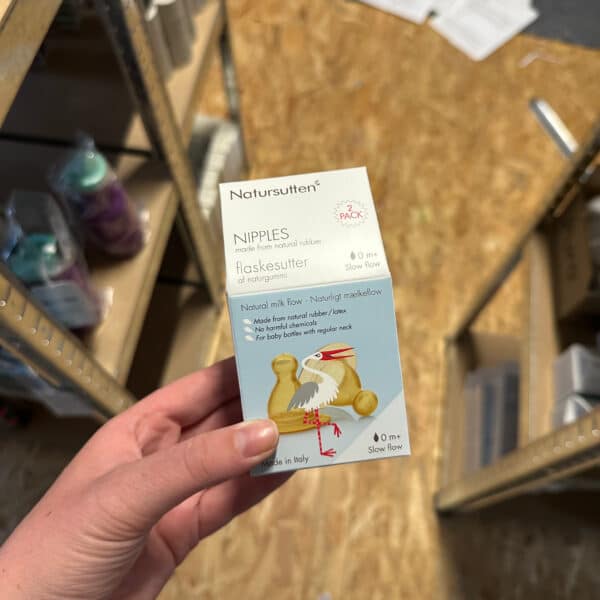 Natursutten
2 PACK
NIPPLES
made from natural rubber
flaskesutter
af naturgummi
0 m+
Slow flow
Natural milk flow - Naturligt mælkeflow
Made from natural rubber/latex
No harmful chemicals
For baby bottles with regular neck
Made in Italy
0 m+
Slow flow